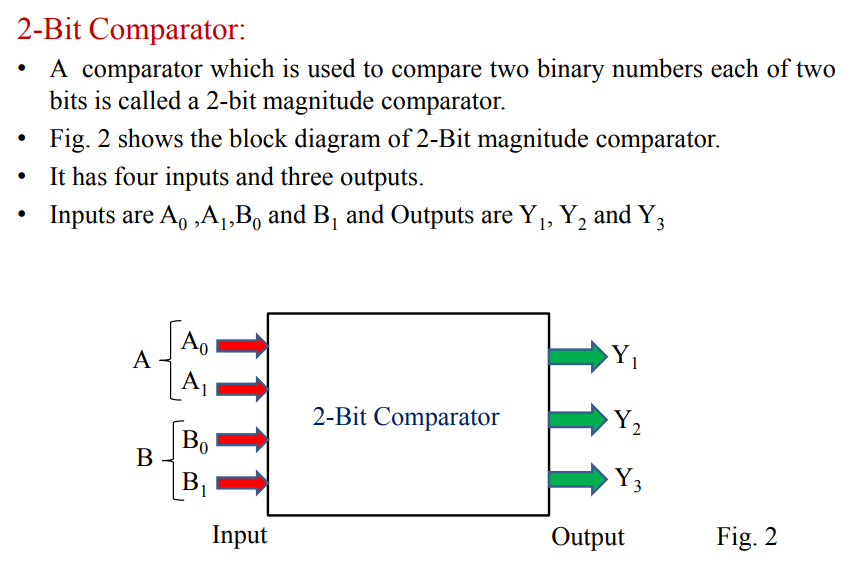 2-Bit Comparator:
• A comparator which is used to compare two binary numbers each of two
bits is called a 2-bit magnitude comparator.
• Fig. 2 shows the block diagram of 2-Bit magnitude comparator.
• It has four inputs and three outputs.
• Inputs are A₀ ,A₁,B₀ and B₁ and Outputs are Y₁, Y₂ and Y₃
A
A₀
A₁
B
B₀
B₁
2-Bit Comparator
Y₁
Y₂
Y₃
Input
Output
Fig. 2